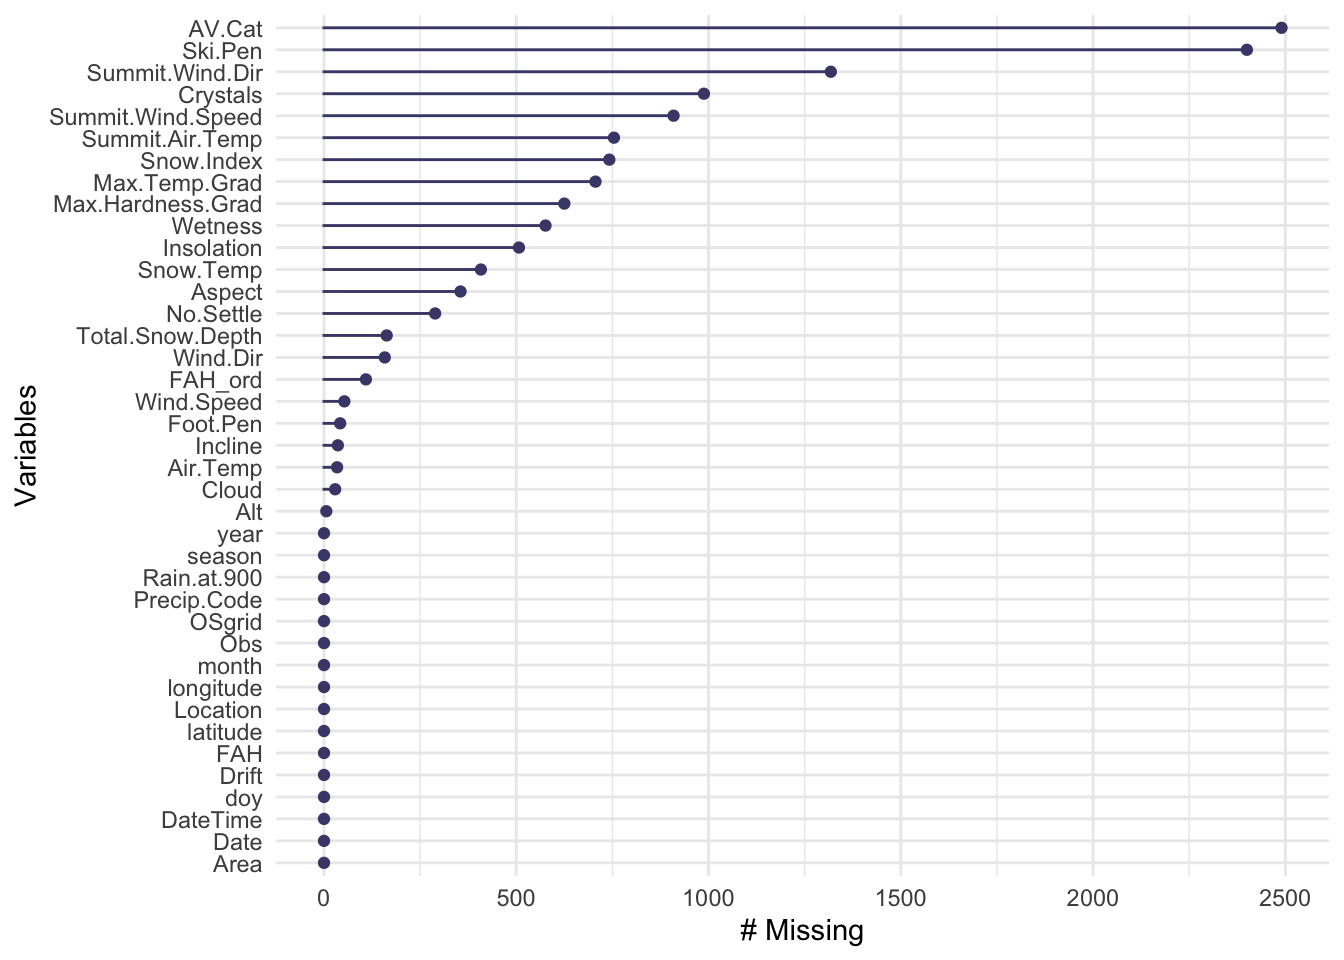 AV.Cat
Ski.Pen
Summit.Wind.Dir
Crystals
Summit.Wind.Speed
Summit.Air.Temp
Snow.Index
Max.Temp.Grad
Max.Hardness.Grad
Wetness
Insolation
Snow.Temp
Aspect
No.Settle
Total.Snow.Depth
Wind.Dir
FAH_ord
Wind.Speed
Foot.Pen
Incline
Air.Temp
Cloud
Alt
year
season
Rain.at.900
Precip.Code
OSgrid
Obs
month
longitude
Location
latitude
FAH
Drift
doy
DateTime
Date
Area
Variables
0 500 1000 1500 2000 2500
# Missing